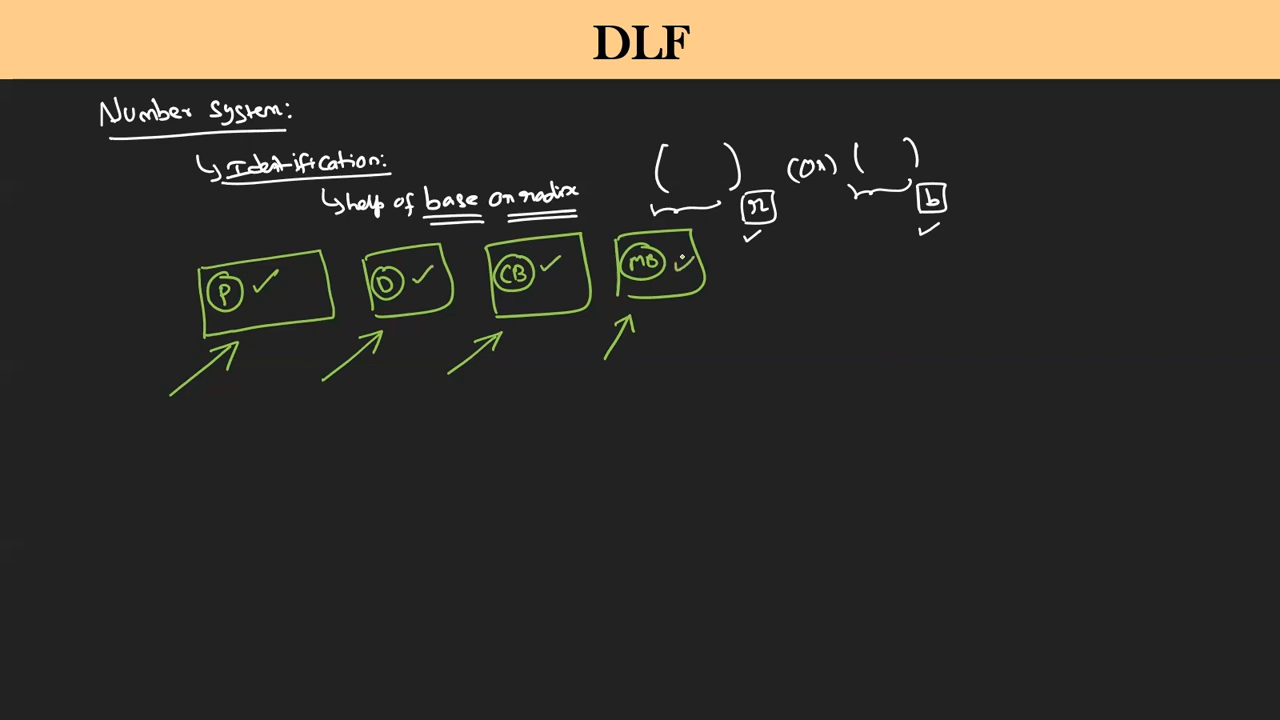 DLF
Number System:
↳ Identification:
↳ help of base or radix
( )r (or) ( )b
P ✓ D ✓ CB ✓ MB ✓